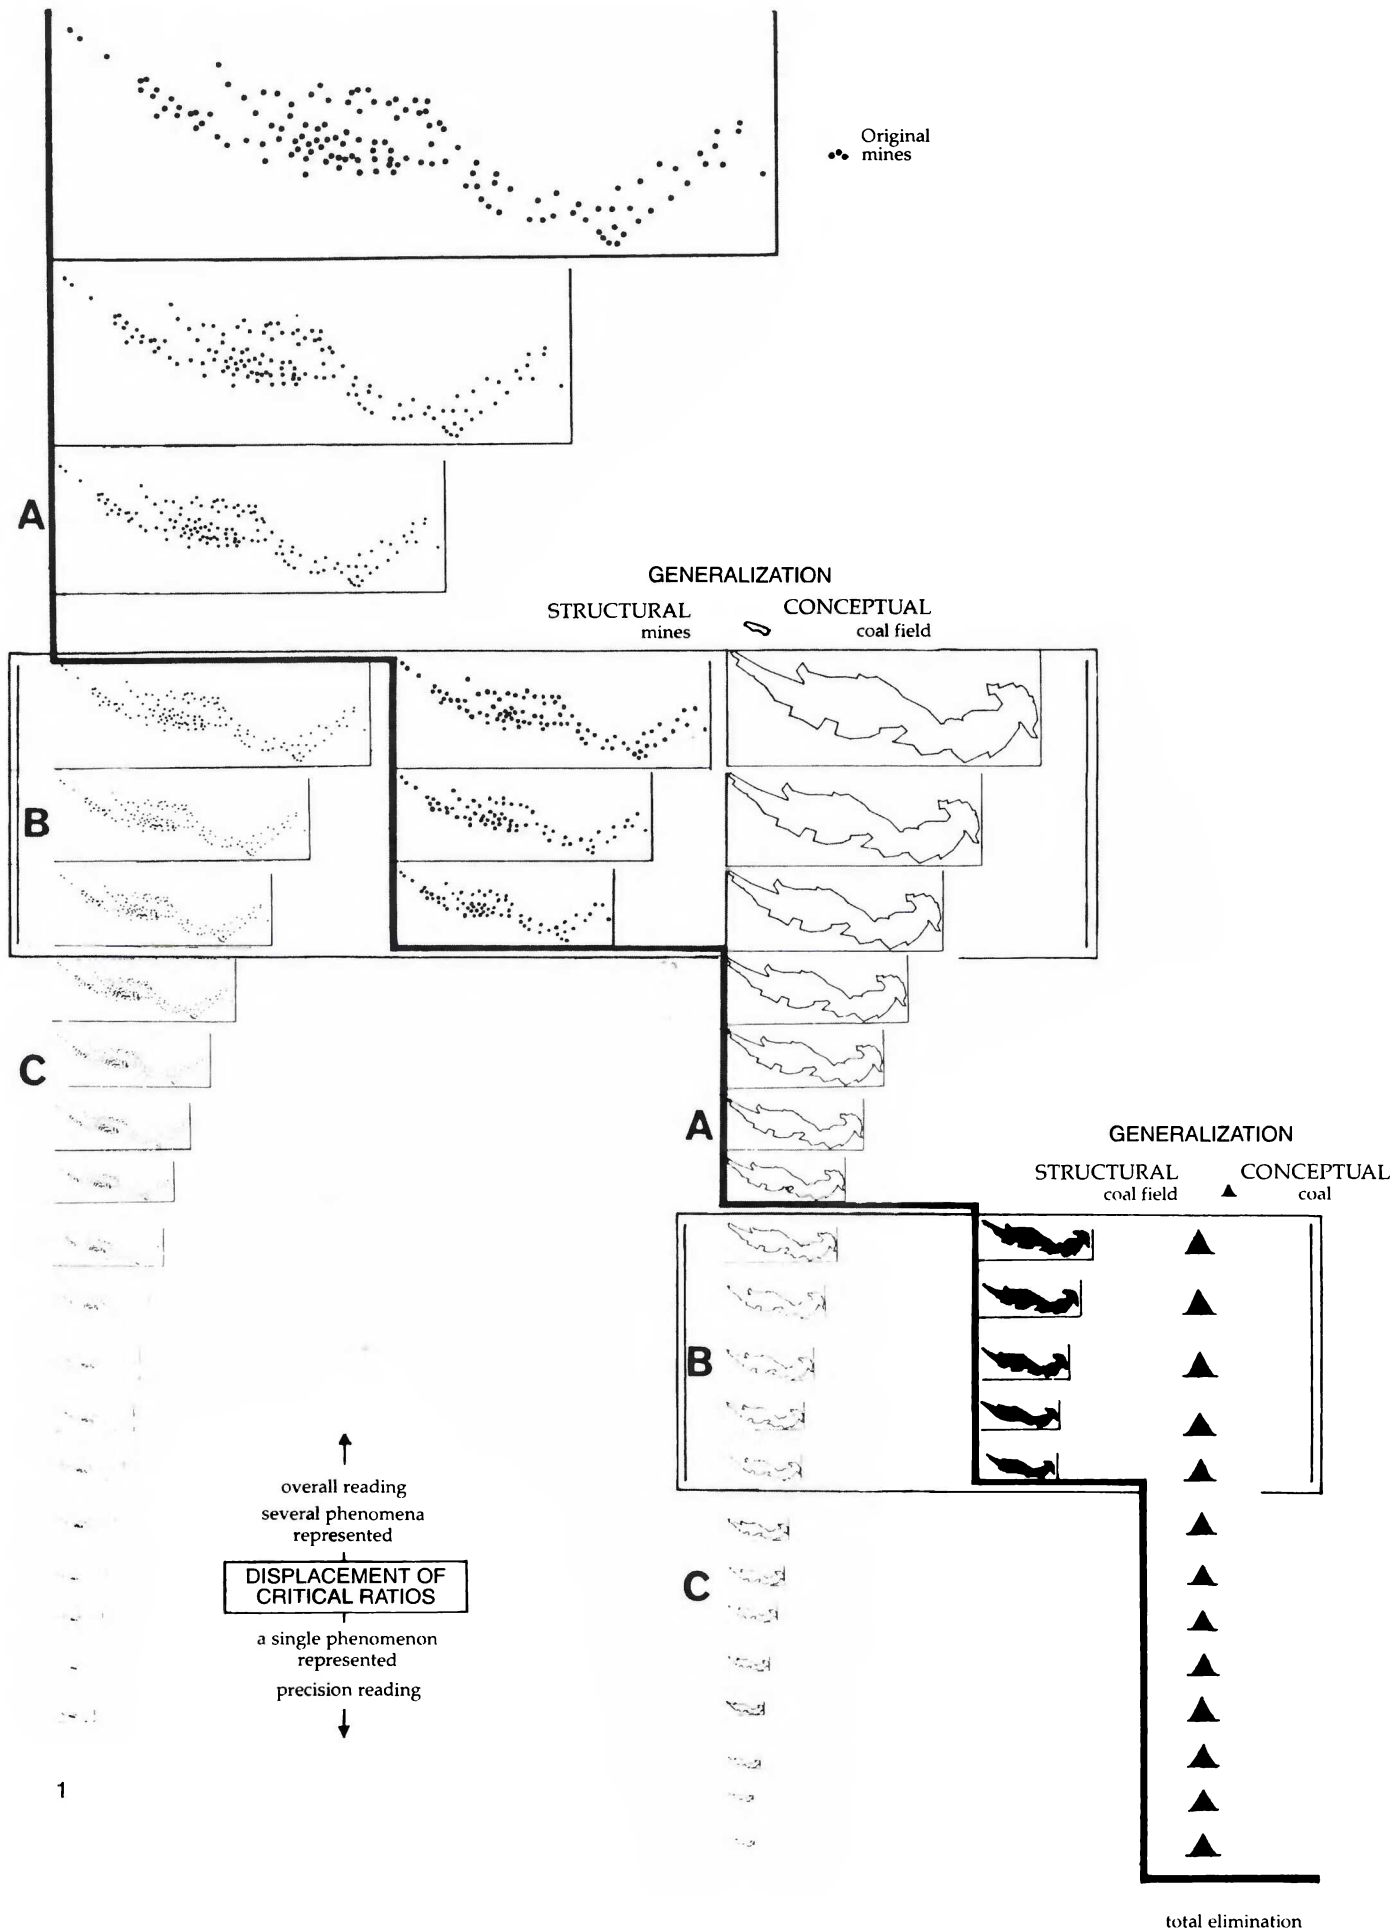 Original
mines
A
GENERALIZATION
STRUCTURAL
mines
CONCEPTUAL
coal field
B
C
A
GENERALIZATION
STRUCTURAL
coal field
CONCEPTUAL
coal
B
overall reading
several phenomena
represented
DISPLACEMENT OF
CRITICAL RATIOS
a single phenomenon
represented
precision reading
C
1
total elimination